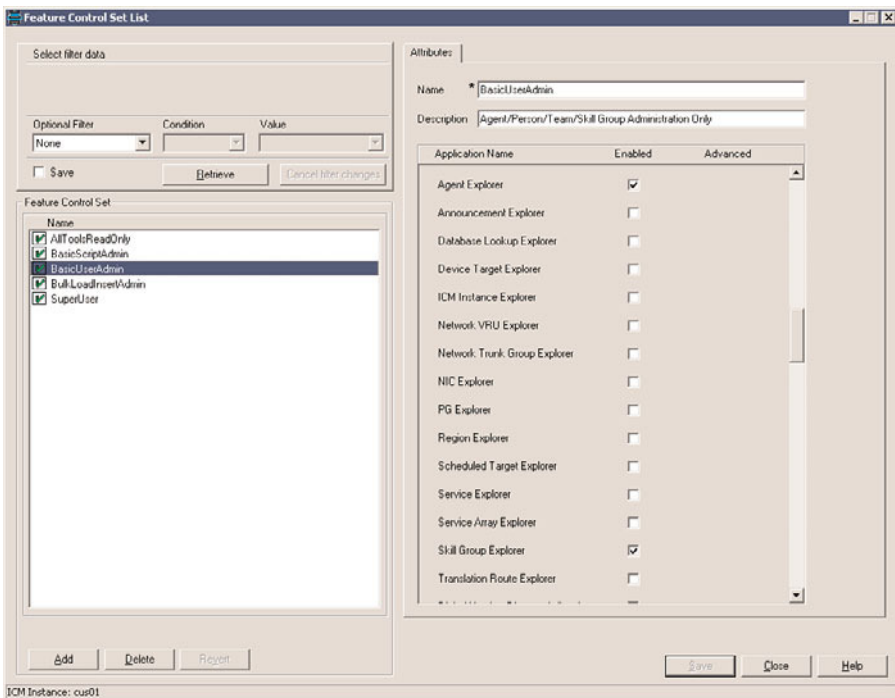 Feature Control Set List
Select filter data
Optional Filter Condition Value
None
Save Retrieve Cancel filter changes
Feature Control Set
Name
AllToolsReadOnly
BasicScriptAdmin
BasicUserAdmin
BulkLoadInsertAdmin
SuperUser
Add Delete Revert
Attributes
Name * BasicUserAdmin
Description Agent/Person/Team/Skill Group Administration Only
Application Name Enabled Advanced
Agent Explorer
Announcement Explorer
Database Lookup Explorer
Device Target Explorer
ICM Instance Explorer
Network VRU Explorer
Network Trunk Group Explorer
NIC Explorer
PG Explorer
Region Explorer
Scheduled Target Explorer
Service Explorer
Service Array Explorer
Skill Group Explorer
Translation Route Explorer
Save Close Help
ICM Instance: cus01